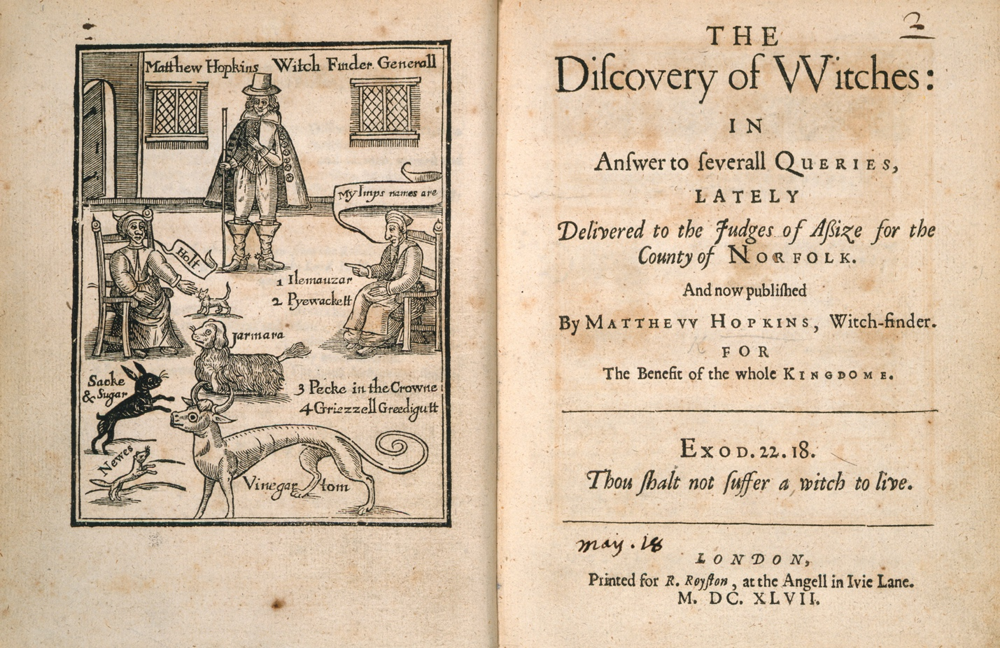 Matthew Hopkins Witch Finder Generall
My Imps names are
Holt
1 Ilemauzar
2 Pyewackett
Jarmara
Sacke
& Sugar
3 Pecke in the Crowne
4 Griezzell Greedigutt
Newes
Vinegar tom
2
THE
Diſcovery of VVitches:
IN
Anſwer to ſeverall QUERIES,
LATELY
Delivered to the Judges of Aſsize for the
County of NORFOLK.
And now publiſhed
By MATTHEVV HOPKINS, Witch-finder.
FOR
The Benefit of the whole KINGDOME.
EXOD. 22. 18.
Thou ſhalt not ſuffer a witch to live.
may . 18
LONDON,
Printed for R. Royſton, at the Angell in Ivie Lane.
M. DC. XLVII.